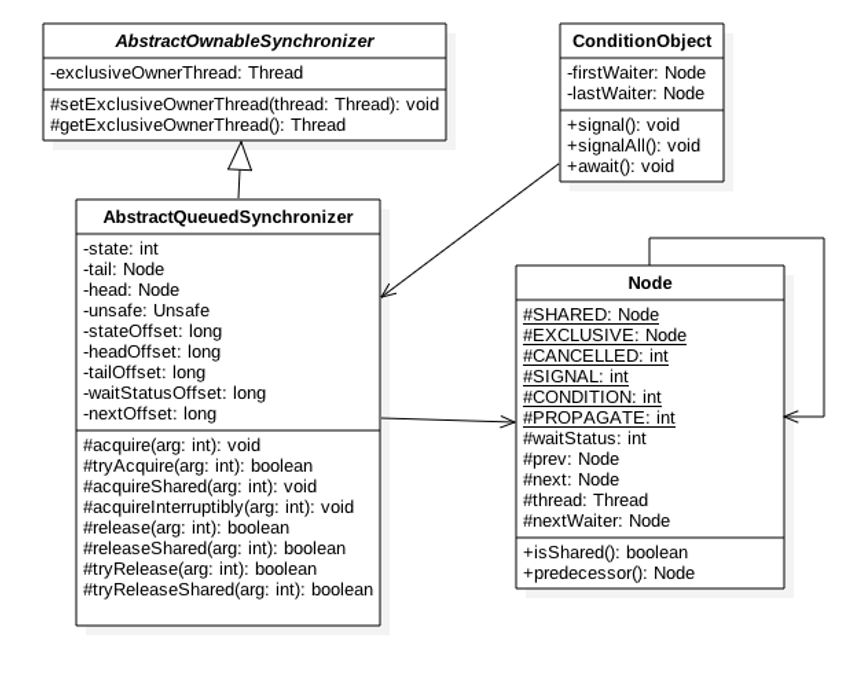 AbstractOwnableSynchronizer
-exclusiveOwnerThread: Thread
#setExclusiveOwnerThread(thread: Thread): void
#getExclusiveOwnerThread(): Thread
ConditionObject
-firstWaiter: Node
-lastWaiter: Node
+signal(): void
+signalAll(): void
+await(): void
AbstractQueuedSynchronizer
-state: int
-tail: Node
-head: Node
-unsafe: Unsafe
-stateOffset: long
-headOffset: long
-tailOffset: long
-waitStatusOffset: long
-nextOffset: long
#acquire(arg: int): void
#tryAcquire(arg: int): boolean
#acquireShared(arg: int): void
#acquireInterruptibly(arg: int): void
#release(arg: int): boolean
#releaseShared(arg: int): boolean
#tryRelease(arg: int): boolean
#tryReleaseShared(arg: int): boolean
Node
#SHARED: Node
#EXCLUSIVE: Node
#CANCELLED: int
#SIGNAL: int
#CONDITION: int
#PROPAGATE: int
#waitStatus: int
#prev: Node
#next: Node
#thread: Thread
#nextWaiter: Node
+isShared(): boolean
+predecessor(): Node